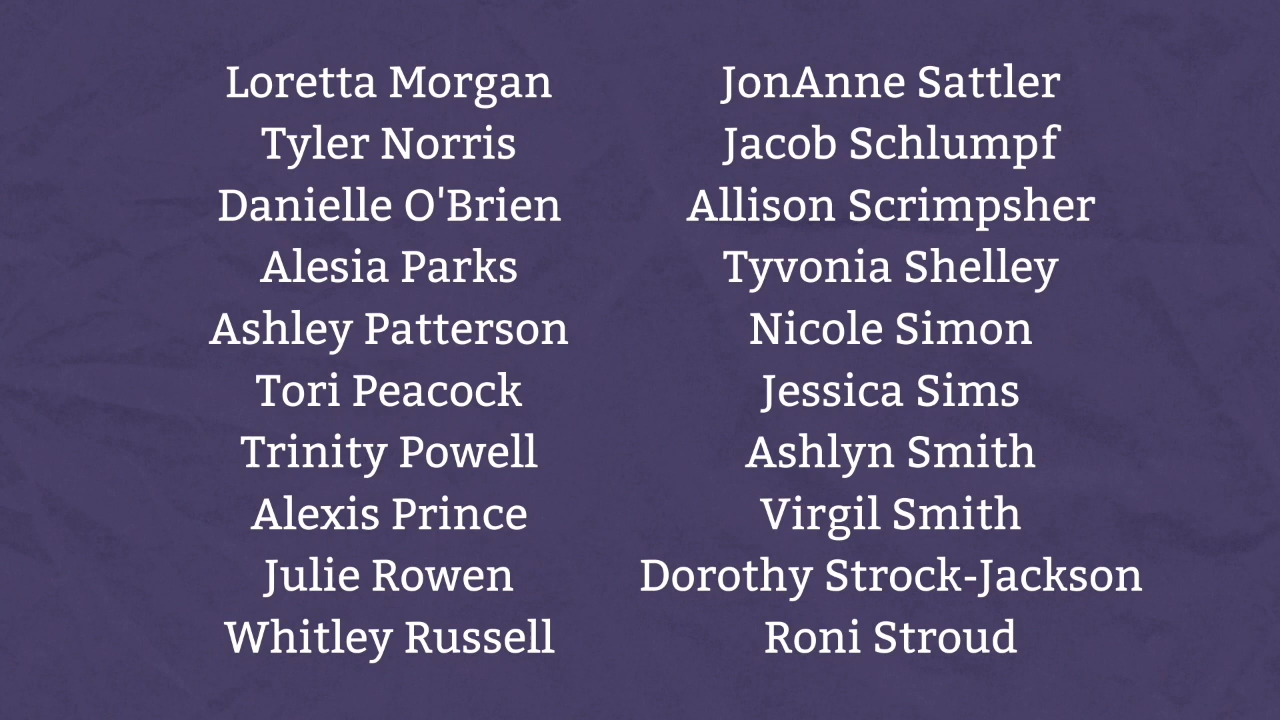 Loretta Morgan
Tyler Norris
Danielle O'Brien
Alesia Parks
Ashley Patterson
Tori Peacock
Trinity Powell
Alexis Prince
Julie Rowen
Whitley Russell
JonAnne Sattler
Jacob Schlumpf
Allison Scrimpsher
Tyvonia Shelley
Nicole Simon
Jessica Sims
Ashlyn Smith
Virgil Smith
Dorothy Strock-Jackson
Roni Stroud